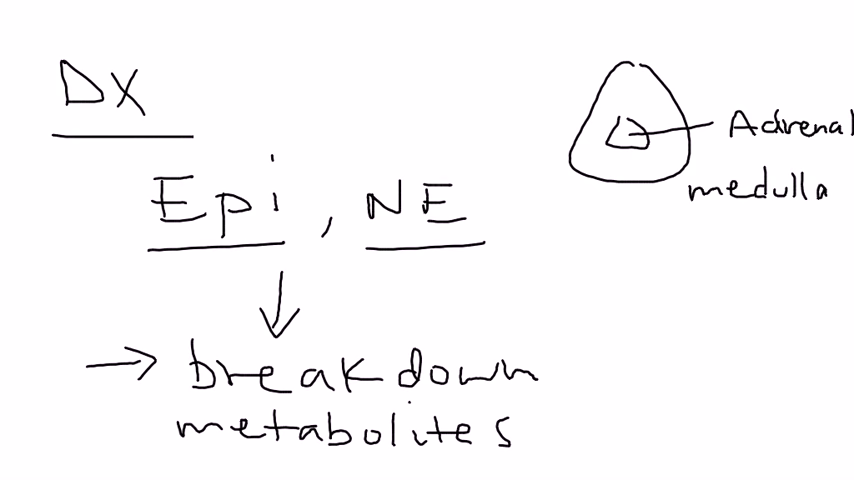 DX
Epi, NE
Adrenal
medulla
→ breakdown
metabolites